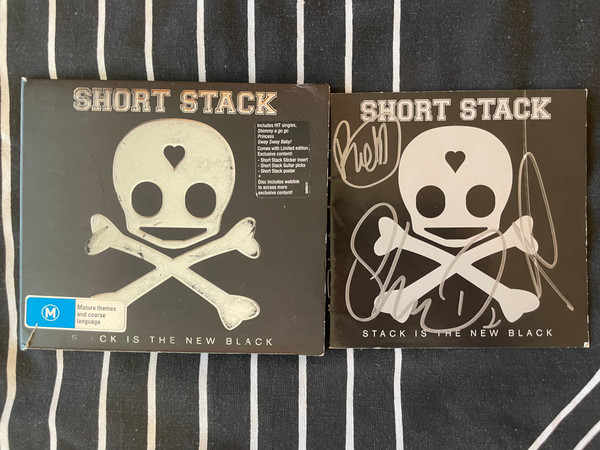 SHORT STACK
Includes HIT singles,
Shimmy a go go
Princess
Sway Sway Baby!
Comes with Limited edition
Exclusive content!
- Short Stack Sticker insert
- Short Stack Guitar picks
- Short Stack poster
+
Disc includes weblink
to access more
exclusive content!
M
Mature themes
and coarse
language
S ACK IS THE NEW BLACK
SHORT STACK
STACK IS THE NEW BLACK